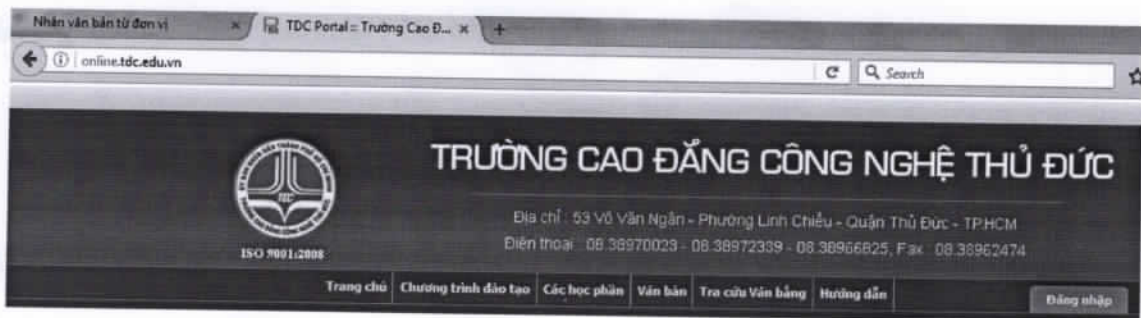 Nhân văn bản từ đơn vị
TDC Portal :: Trường Cao Đ...
online.tdc.edu.vn
Search
TRƯỜNG CAO ĐẲNG CÔNG NGHỆ THỦ ĐỨC
Địa chỉ : 53 Võ Văn Ngân - Phường Linh Chiểu - Quận Thủ Đức - TP.HCM
Điện thoại : 08.38970023 - 08.38972339 - 08.38966825, Fax : 08.38962474
TDC
ISO 9001:2008
Trang chủ Chương trình đào tạo Các học phần Văn bản Tra cứu Văn bằng Hướng dẫn Đăng nhập